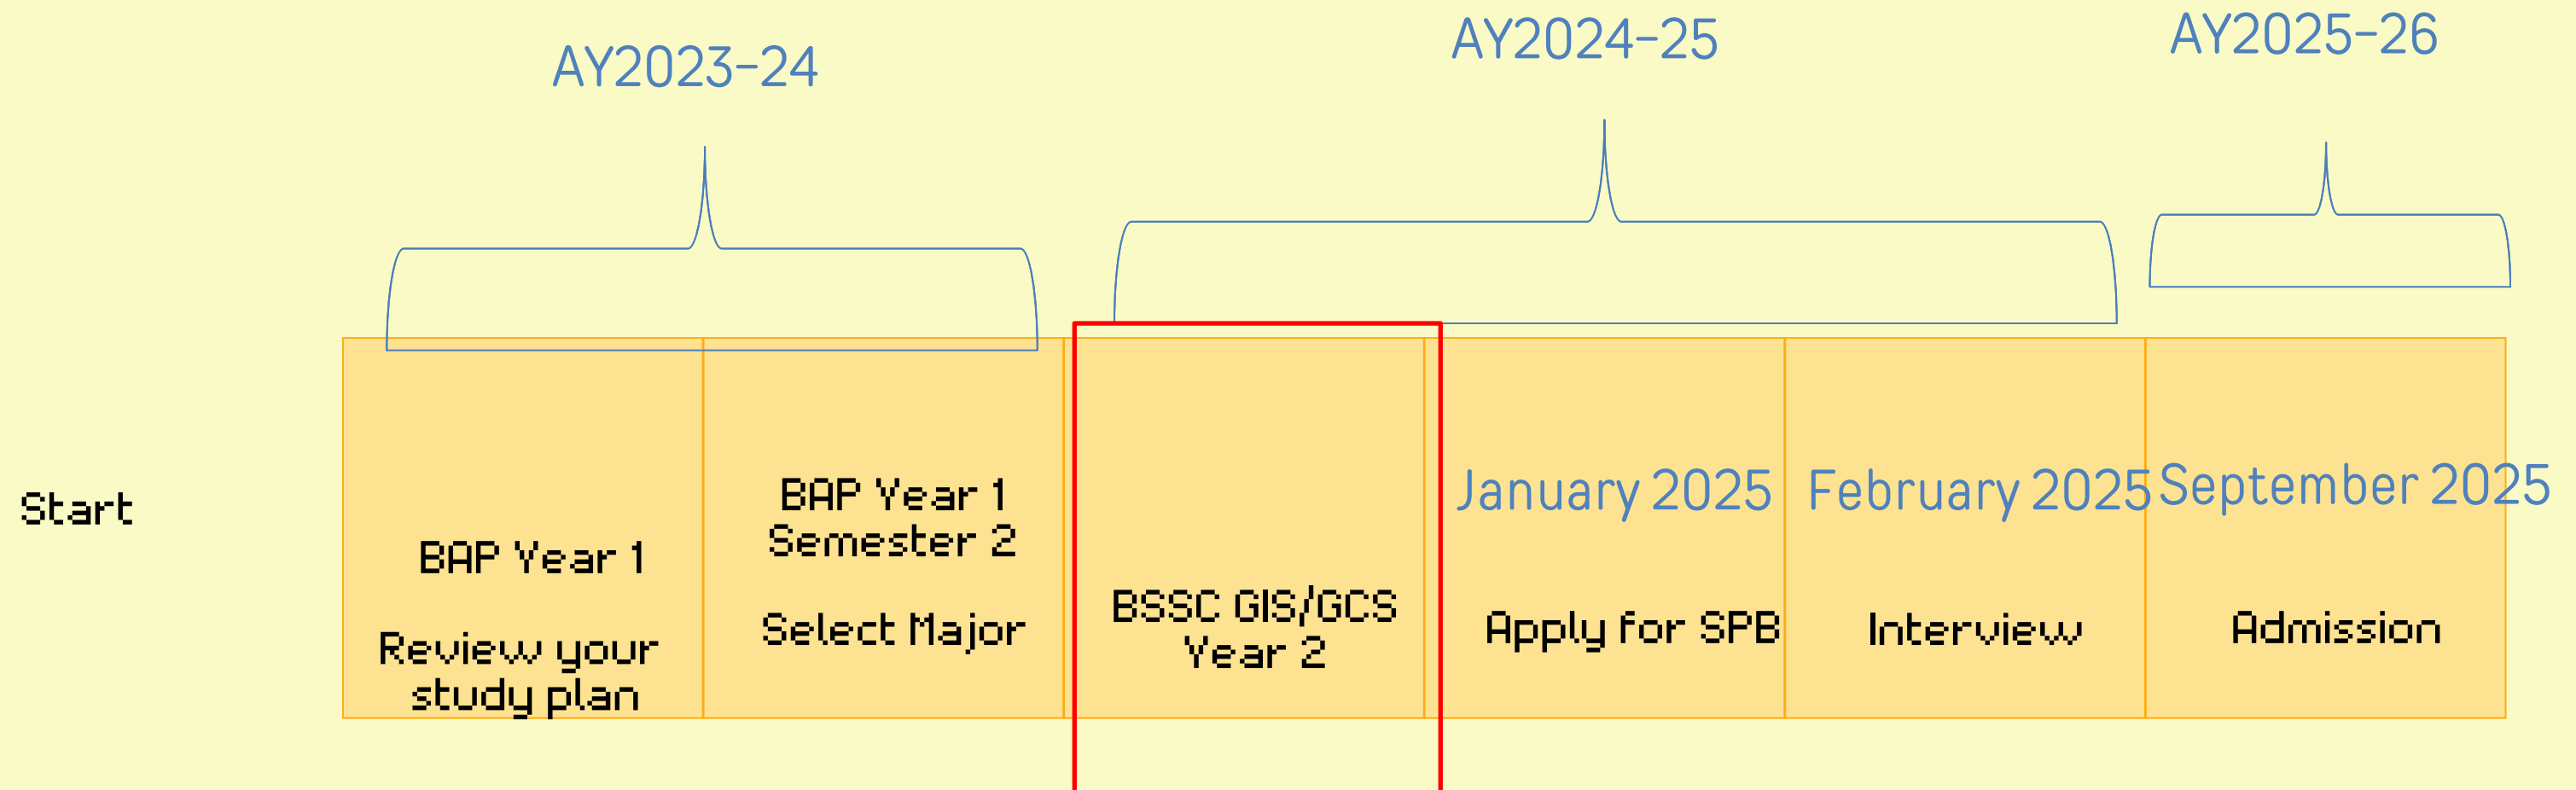 AY2023-24
AY2024-25
AY2025-26
Start
BAP Year 1
Review your
study plan
BAP Year 1
Semester 2
Select Major
BSSC GIS/GCS
Year 2
January 2025
Apply for SPB
February 2025
Interview
September 2025
Admission